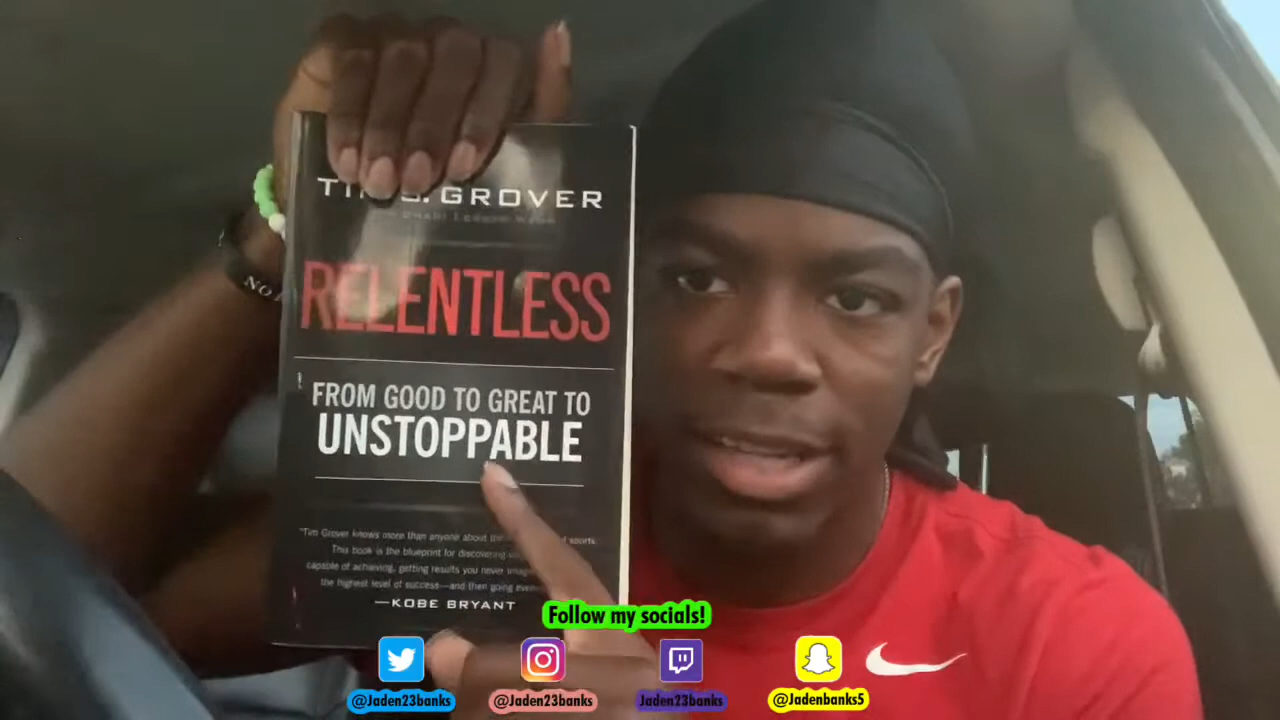 GROVER
RELENTLESS
FROM GOOD TO GREAT TO
UNSTOPPABLE
"Tim Grover knows more than anyone about the
sports.
This book is the blueprint for discovering
capable of achieving, getting results you never
the highest level of success—and then going
—KOBE BRYANT
NO
Follow my socials!
@Jaden23banks
@Jaden23banks
Jaden23banks
@Jadenbanks5